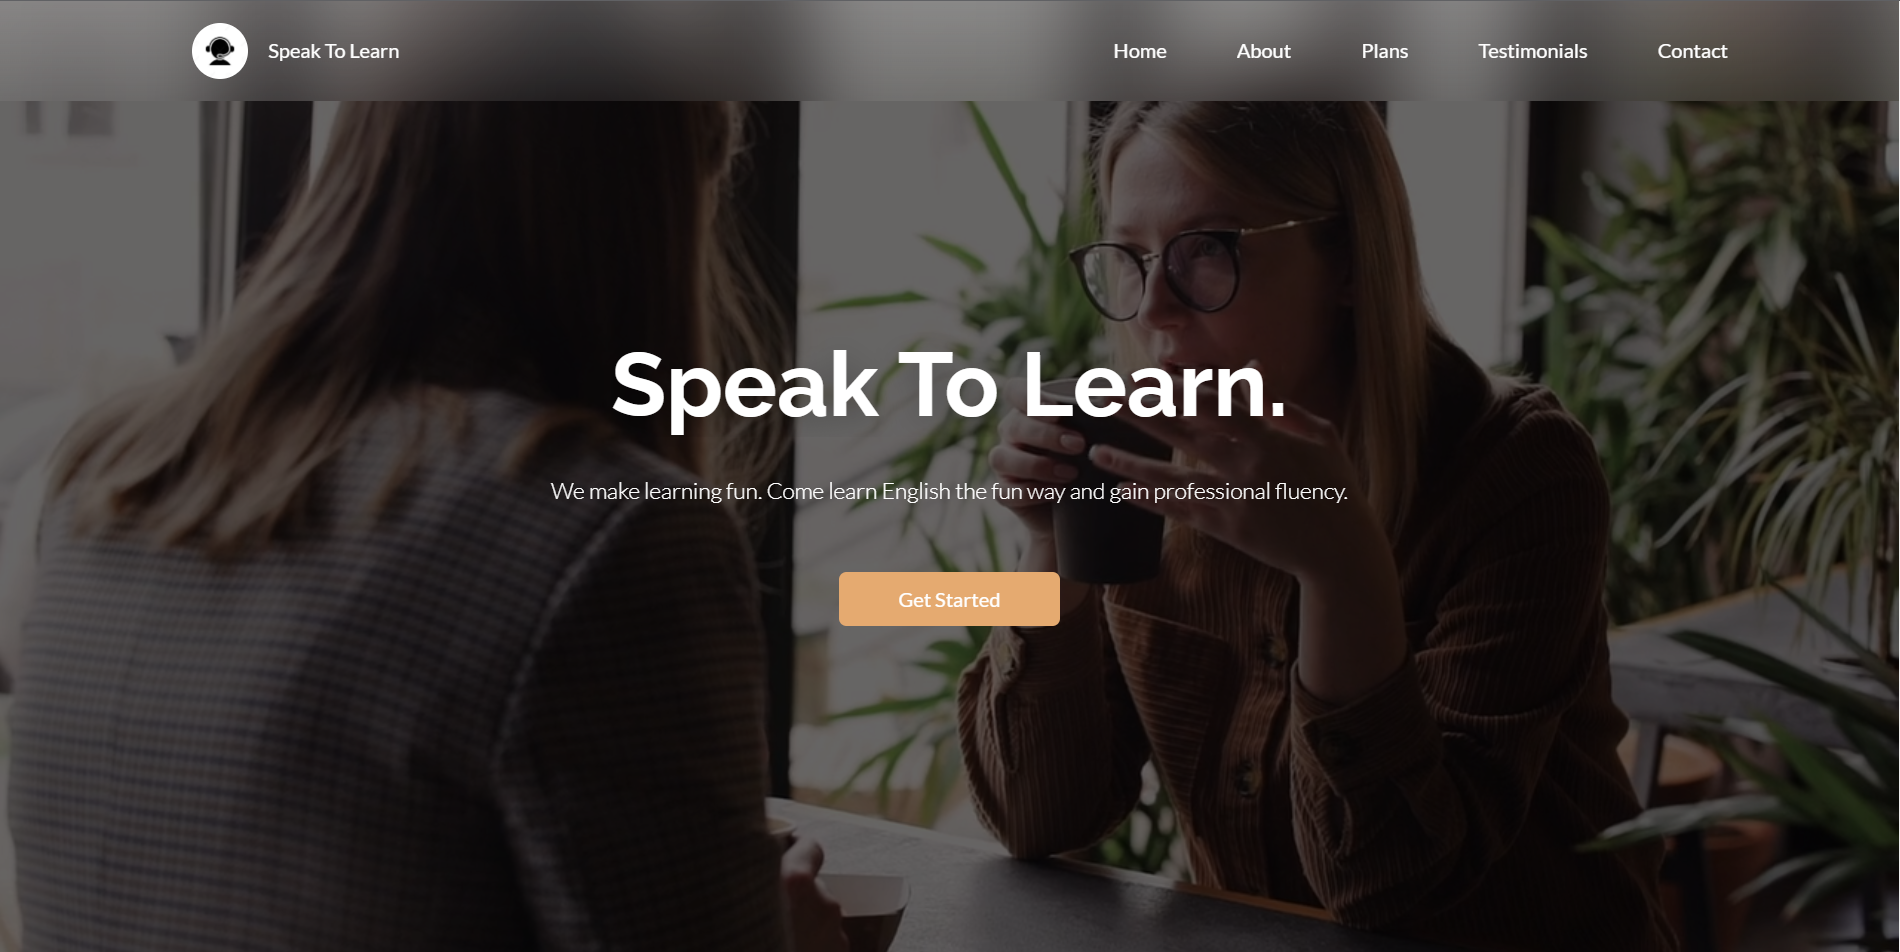 Speak To Learn
Home
About
Plans
Testimonials
Contact
Speak To Learn.
We make learning fun. Come learn English the fun way and gain professional fluency.
Get Started